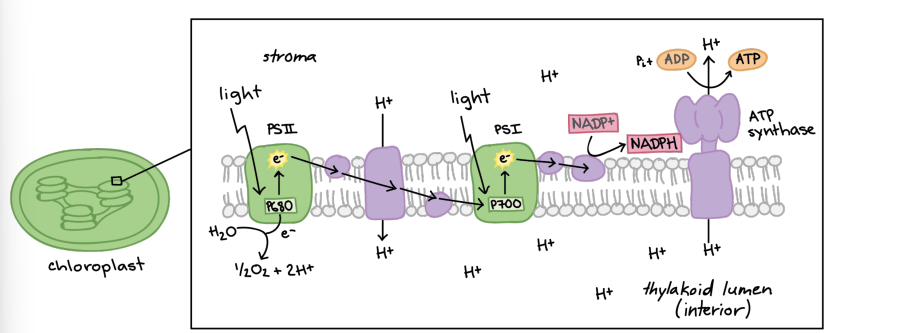 stroma
light
PSII
e-
P680
H₂O
e-
½O₂ + 2H+
H+
H+
light
PSI
e-
P700
H+
NADP+
NADPH
Pi+
ADP
H+
ATP
ATP
synthase
H+
H+
H+
H+
H+
thylakoid lumen
(interior)
chloroplast